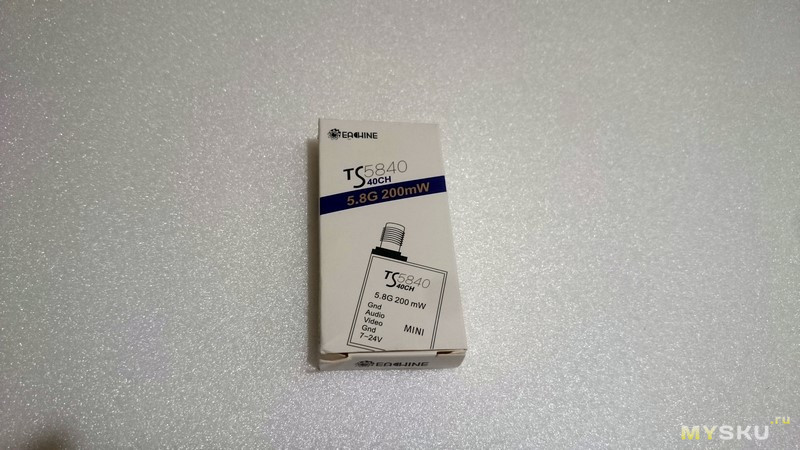 EACHINE
TS5840
40CH
5.8G 200mW
TS5840
40CH
5.8G 200 mW
Gnd
Audio
Video
Gnd
7-24V
MINI
EACHINE
MYSKU.ru